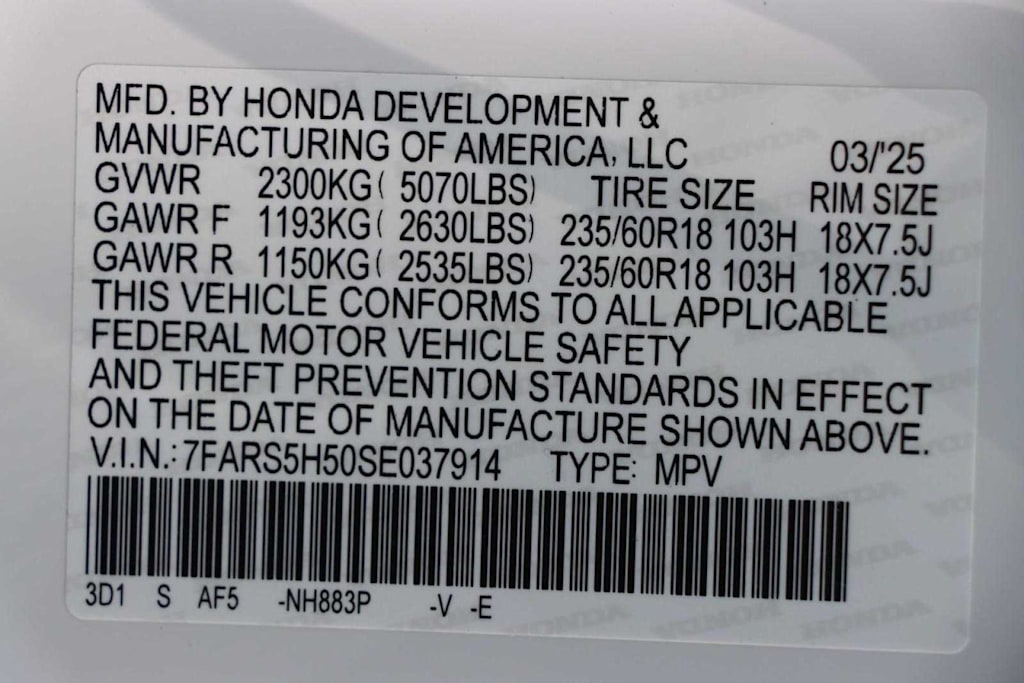 MFD. BY HONDA DEVELOPMENT &
MANUFACTURING OF AMERICA, LLC 03/'25
GVWR 2300KG( 5070LBS) TIRE SIZE RIM SIZE
GAWR F 1193KG( 2630LBS) 235/60R18 103H 18X7.5J
GAWR R 1150KG( 2535LBS) 235/60R18 103H 18X7.5J
THIS VEHICLE CONFORMS TO ALL APPLICABLE
FEDERAL MOTOR VEHICLE SAFETY
AND THEFT PREVENTION STANDARDS IN EFFECT
ON THE DATE OF MANUFACTURE SHOWN ABOVE.
V.I.N.: 7FARS5H50SE037914 TYPE: MPV
3D1 S AF5 -NH883P -V -E